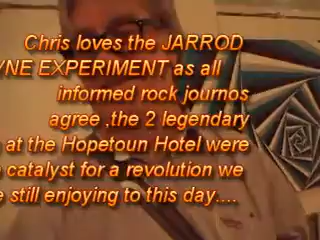 Chris loves the JARROD
YNE EXPERIMENT as all
informed rock journos
agree ,the 2 legendary
at the Hopetoun Hotel were
catalyst for a revolution we
still enjoying to this day....